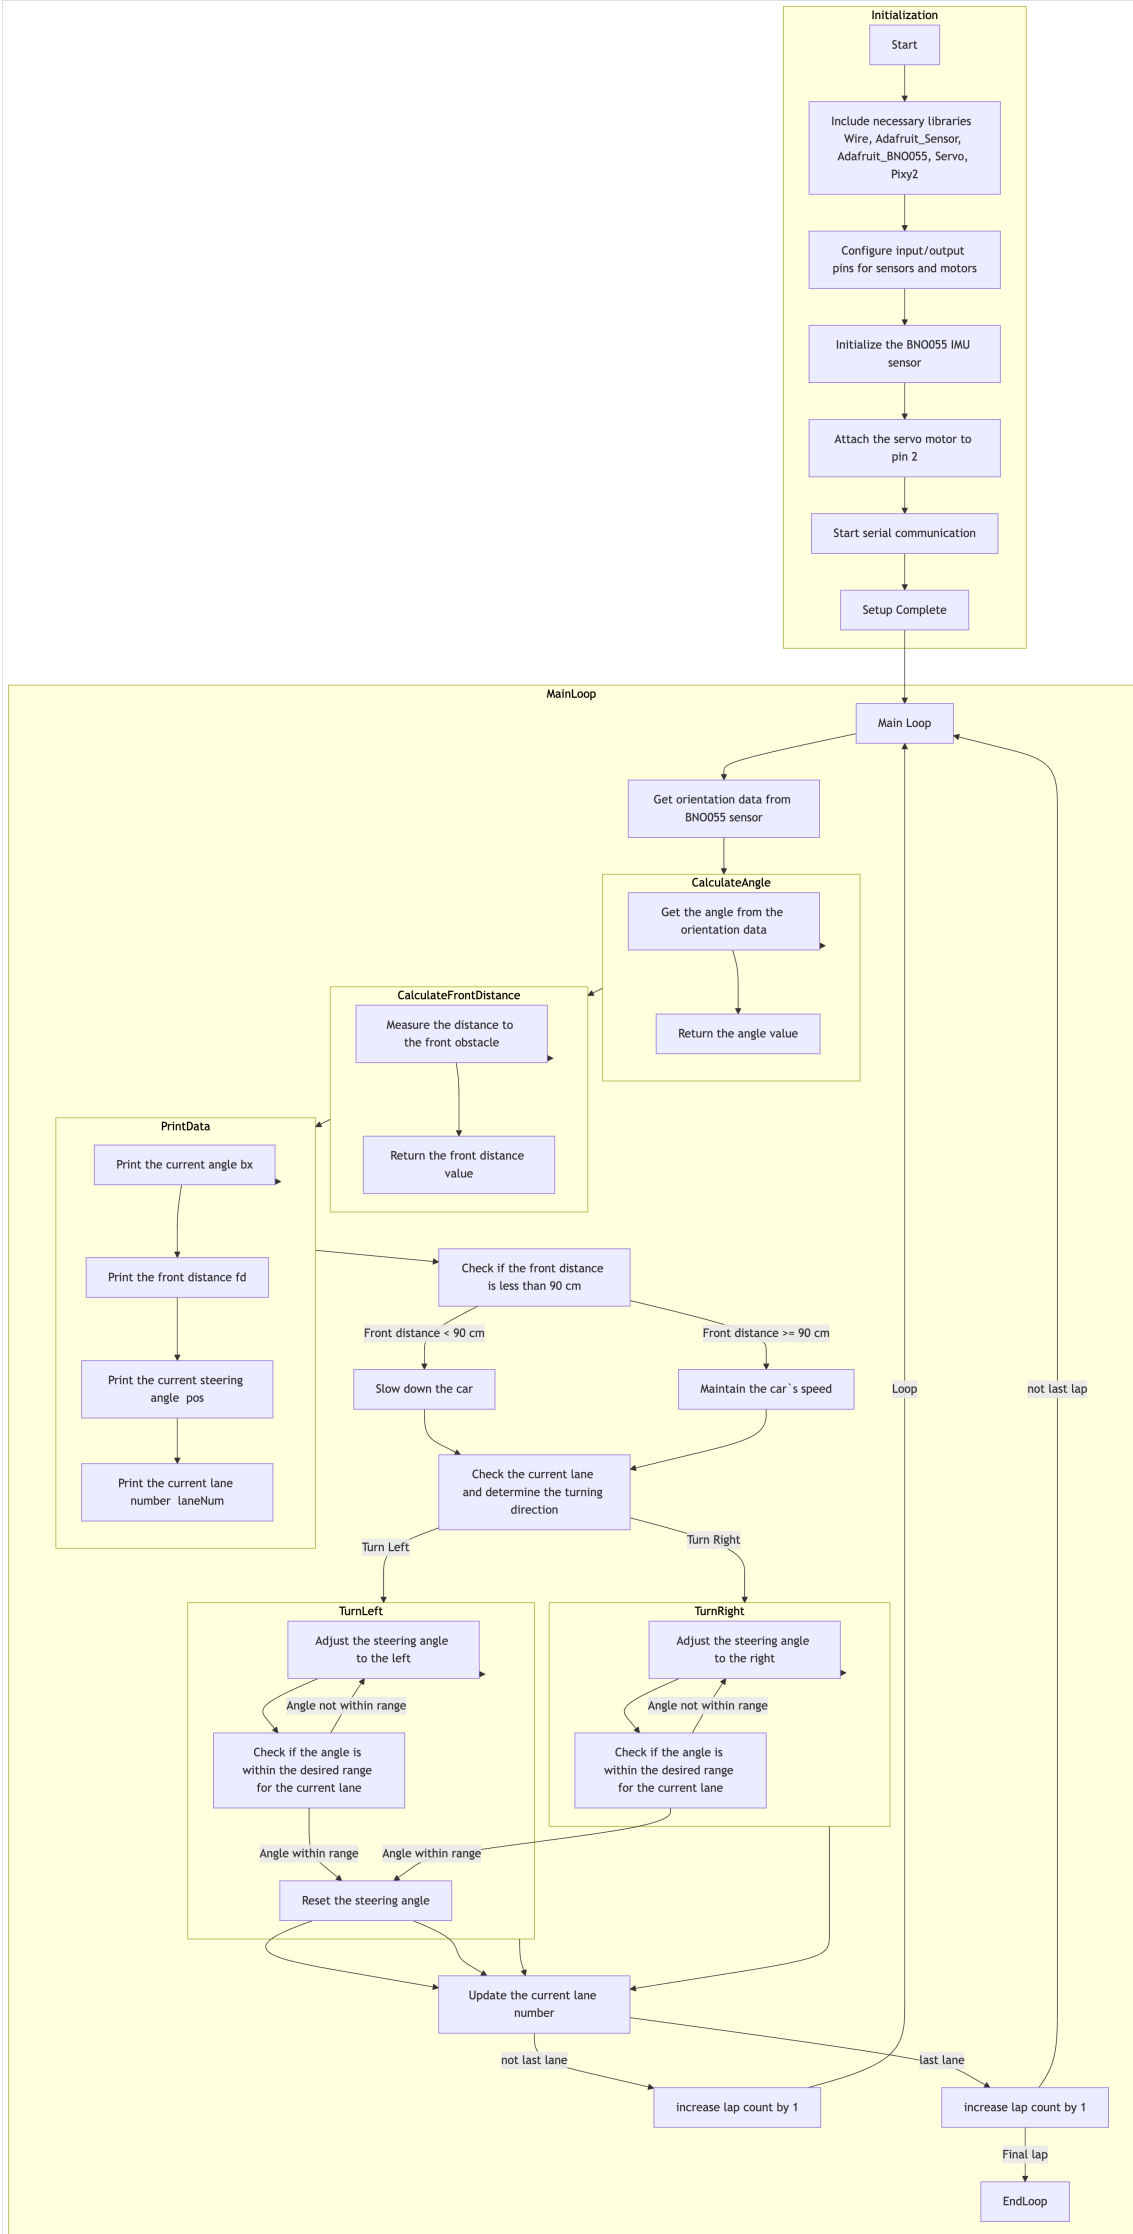 Initialization
Start
Include necessary libraries
Wire, Adafruit_Sensor,
Adafruit_BNO055, Servo,
Pixy2
Configure input/output
pins for sensors and motors
Initialize the BNO055 IMU
sensor
Attach the servo motor to
pin 2
Start serial communication
Setup Complete
MainLoop
Main Loop
Get orientation data from
BNO055 sensor
CalculateAngle
Get the angle from the
orientation data
Return the angle value
CalculateFrontDistance
Measure the distance to
the front obstacle
Return the front distance
value
PrintData
Print the current angle bx
Print the front distance fd
Print the current steering
angle  pos
Print the current lane
number  laneNum
Check if the front distance
is less than 90 cm
Front distance < 90 cm
Front distance >= 90 cm
Slow down the car
Maintain the car`s speed
Loop
not last lap
Check the current lane
and determine the turning
direction
Turn Left
Turn Right
TurnLeft
Adjust the steering angle
to the left
Angle not within range
Check if the angle is
within the desired range
for the current lane
Angle within range
Reset the steering angle
TurnRight
Adjust the steering angle
to the right
Angle not within range
Check if the angle is
within the desired range
for the current lane
Angle within range
Update the current lane
number
not last lane
last lane
increase lap count by 1
increase lap count by 1
Final lap
EndLoop